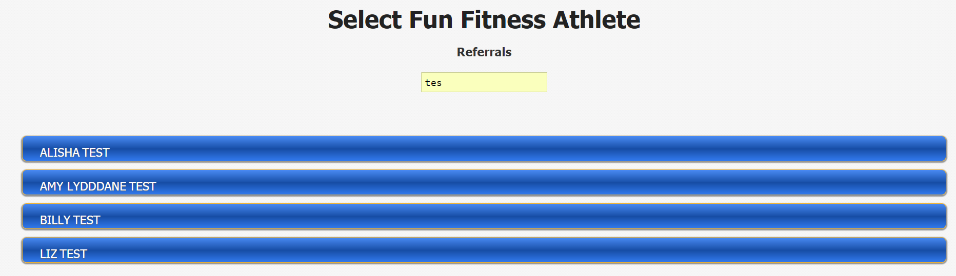 Select Fun Fitness Athlete
Referrals
tes
ALISHA TEST
AMY LYDDDANE TEST
BILLY TEST
LIZ TEST